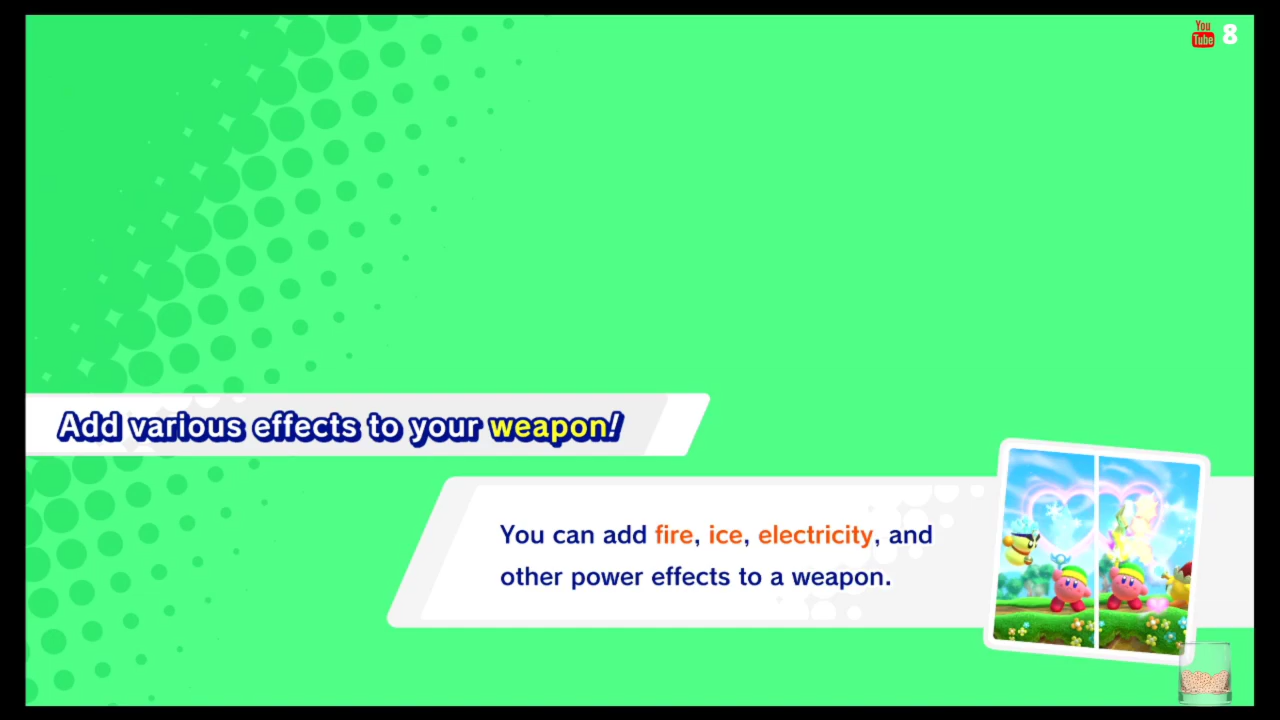 You
Tube 8
Add various effects to your weapon!
You can add fire, ice, electricity, and
other power effects to a weapon.